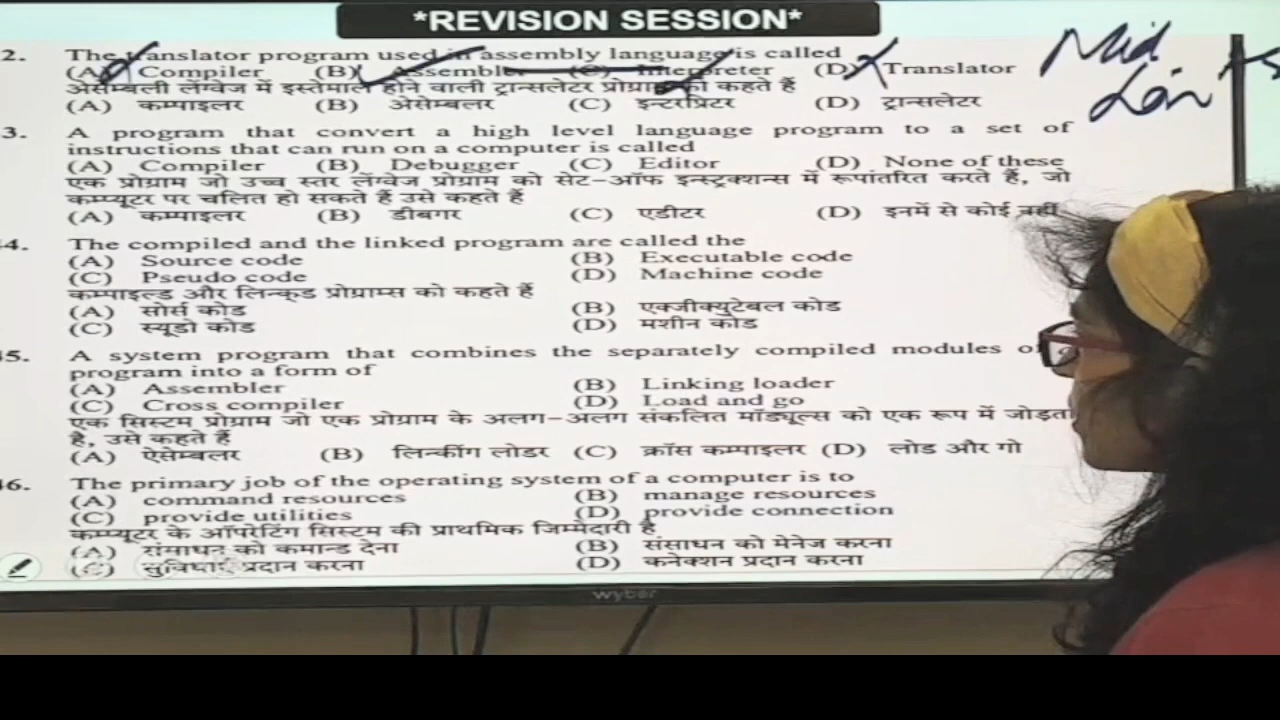 *REVISION SESSION*
2. The translator program used in assembly language is called
(A) Compiler (B) Assembler (C) Interpreter (D) Translator
असेम्बली लेंग्वेज में इस्तेमाल होने वाली ट्रान्सलेटर प्रोग्राम को कहते हैं
(A) कम्पाइलर (B) असेम्बलर (C) इन्टरप्रिटर (D) ट्रान्सलेटर
3. A program that convert a high level language program to a set of
instructions that can run on a computer is called
(A) Compiler (B) Debugger (C) Editor (D) None of these
एक प्रोग्राम जो उच्च स्तर लेंग्वेज प्रोग्राम को सेट-ऑफ इन्स्ट्रक्शन्स में रूपांतरित करते हैं, जो
कम्प्यूटर पर चलित हो सकते हैं उसे कहते हैं
(A) कम्पाइलर (B) डीबगर (C) एडीटर (D) इनमें से कोई नहीं
4. The compiled and the linked program are called the
(A) Source code (B) Executable code
(C) Pseudo code (D) Machine code
कम्पाइल्ड और लिन्क्ड प्रोग्राम्स को कहते हैं
(A) सोर्स कोड (B) एक्जीक्युटेबल कोड
(C) स्यूडो कोड (D) मशीन कोड
5. A system program that combines the separately compiled modules of
program into a form of
(A) Assembler (B) Linking loader
(C) Cross compiler (D) Load and go
एक सिस्टम प्रोग्राम जो एक प्रोग्राम के अलग-अलग संकलित मॉड्यूल्स को एक रूप में जोड़ता
है, उसे कहते हैं
(A) ऐसेम्बलर (B) लिन्कींग लोडर (C) क्रॉस कम्पाइलर (D) लोड और गो
46. The primary job of the operating system of a computer is to
(A) command resources (B) manage resources
(C) provide utilities (D) provide connection
कम्प्यूटर के ऑपरेटिंग सिस्टम की प्राथमिक जिम्मेदारी है
(A) संसाधन को कमान्ड देना (B) संसाधन को मेनेज करना
(C) सुविधाएं प्रदान करना (D) कनेक्शन प्रदान करना